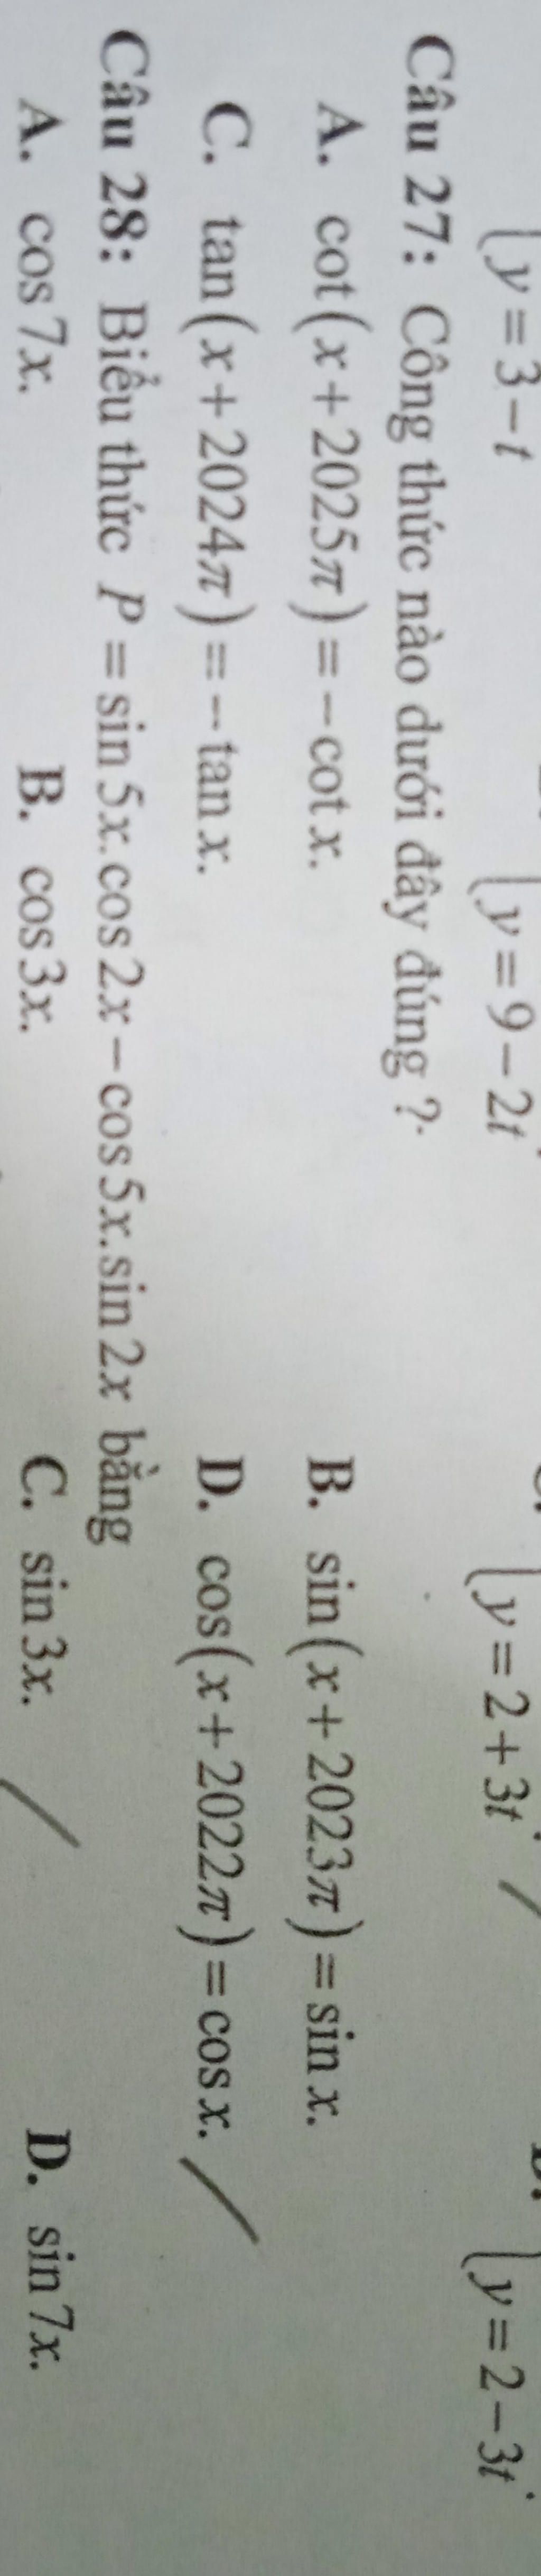 y = 3 - t y = 9 - 2t y = 2 + 3t y = 2 - 3t
Câu 27: Công thức nào dưới đây đúng ?
A. cot(x + 2025π) = - cot x. B. sin(x + 2023π) = sin x.
C. tan(x + 2024π) = - tan x. D. cos(x + 2022π) = cos x.
Câu 28: Biểu thức P = sin 5x.cos 2x - cos 5x.sin 2x bằng
A. cos 7x. B. cos 3x. C. sin 3x. D. sin 7x.